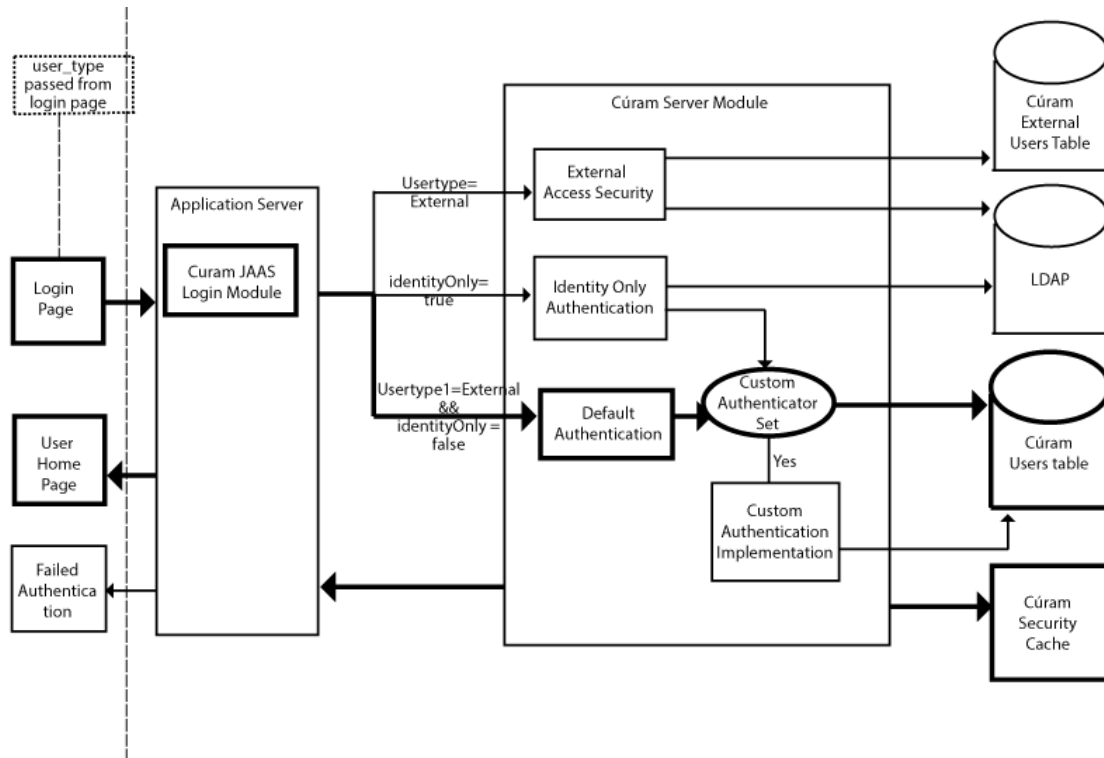 user_type
passed from
login page
Login
Page
User
Home
Page
Failed
Authentica
tion
Application Server
Curam JAAS
Login Module
Usertype=
External
identityOnly=
true
Usertype1=External
&&
identityOnly =
false
Cúram Server Module
External
Access Security
Identity Only
Authentication
Default
Authentication
Custom
Authenticator
Set
Yes
Custom
Authentication
Implementation
Cúram
External
Users Table
LDAP
Cúram
Users table
Cúram
Security
Cache